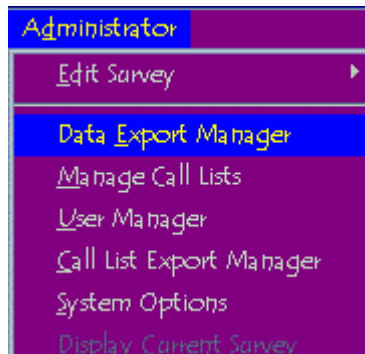 Administrator
Edit Survey
Data Export Manager
Manage Call Lists
User Manager
Call List Export Manager
System Options
Display Current Survey